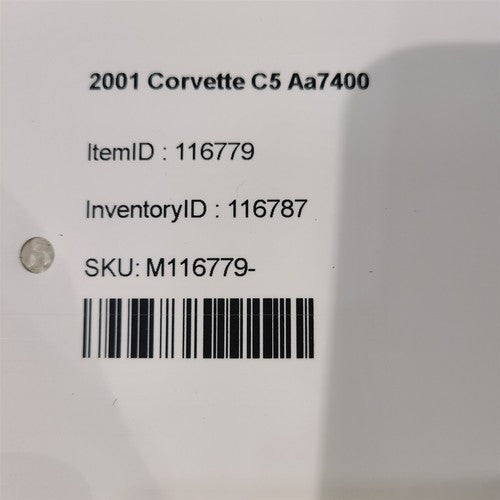 2001 Corvette C5 Aa7400
ItemID : 116779
InventoryID : 116787
SKU: M116779-